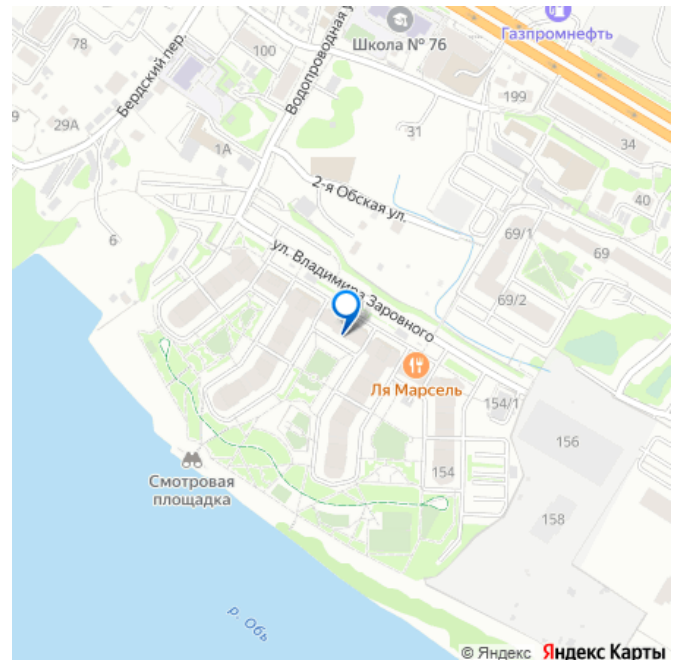 Газпромнефть
Школа № 76
Водопроводная у
78
100
Бердский пер.
199
9
29А
1А
31
34
2-я Обская ул.
40
6
69/1
69
ул. Владимира Заровного
69/2
Ля Марсель
154/1
156
154
Смотровая
площадка
158
р. Обь
© Яндекс Яндекс Карты